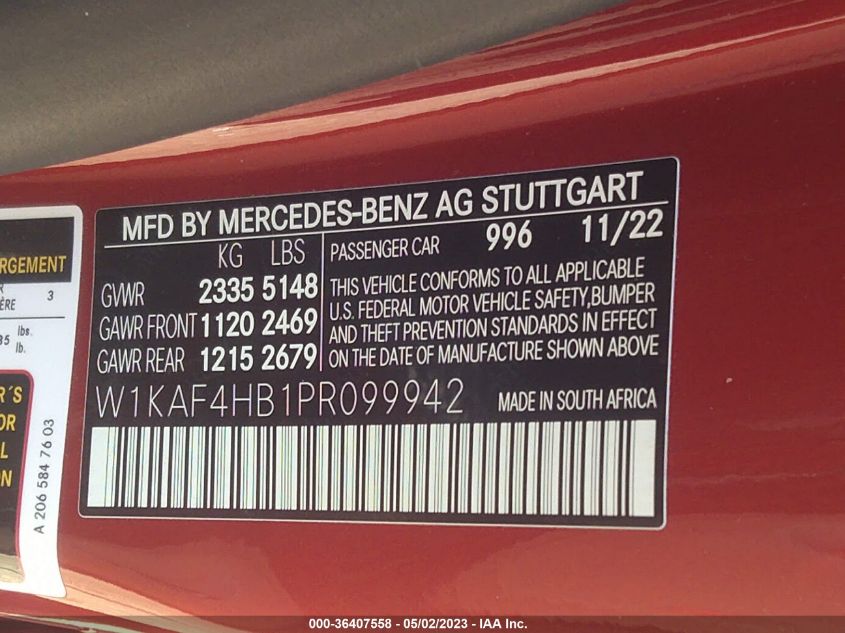 MFD BY MERCEDES-BENZ AG STUTTGART
KG LBS
GVWR 2335 5148
GAWR FRONT 1120 2469
GAWR REAR 1215 2679
PASSENGER CAR 996 11/22
THIS VEHICLE CONFORMS TO ALL APPLICABLE
U.S. FEDERAL MOTOR VEHICLE SAFETY, BUMPER
AND THEFT PREVENTION STANDARDS IN EFFECT
ON THE DATE OF MANUFACTURE SHOWN ABOVE
W1KAF4HB1PR099942 MADE IN SOUTH AFRICA
3
lbs.
lb.
A 206 584 76 03
000-36407558 - 05/02/2023 - IAA Inc.